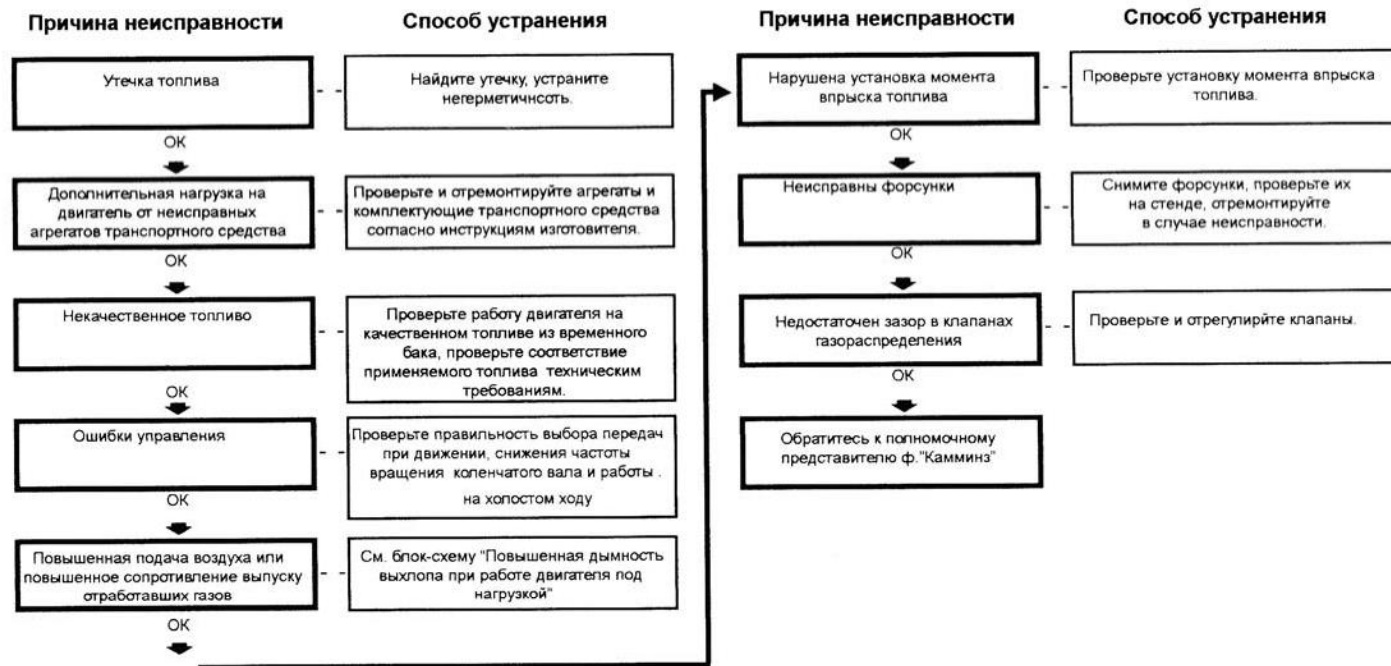 Причина неисправности
Способ устранения
Утечка топлива
Найдите утечку, устраните
негерметичнсоть.
ОК
Дополнительная нагрузка на
двигатель от неисправных
агрегатов транспортного средства
Проверьте и отремонтируйте агрегаты и
комплектующие транспортного средства
согласно инструкциям изготовителя.
ОК
Некачественное топливо
Проверьте работу двигателя на
качественном топливе из временного
бака, проверьте соответствие
применяемого топлива техническим
требованиям.
ОК
Ошибки управления
Проверьте правильность выбора передач
при движении, снижения частоты
вращения коленчатого вала и работы .
на холостом ходу
ОК
Повышенная подача воздуха или
повышенное сопротивление выпуску
отработавших газов
См. блок-схему "Повышенная дымность
выхлопа при работе двигателя под
нагрузкой"
ОК
Причина неисправности
Способ устранения
Нарушена установка момента
впрыска топлива
Проверьте установку момента впрыска
топлива.
ОК
Неисправны форсунки
Снимите форсунки, проверьте их
на стенде, отремонтируйте
в случае неисправности.
ОК
Недостаточен зазор в клапанах
газораспределения
Проверьте и отрегулирйте клапаны.
ОК
Обратитесь к полномочному
представителю ф."Камминз"